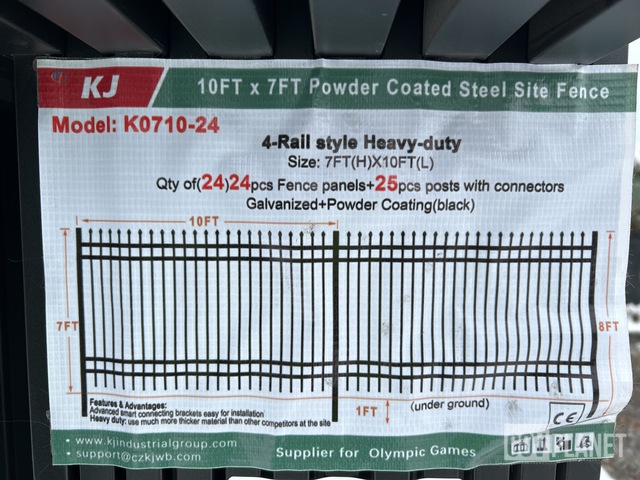 KJ
10FT x 7FT Powder Coated Steel Site Fence
Model: K0710-24
4-Rail style Heavy-duty
Size: 7FT(H)X10FT(L)
Qty of(24)24pcs Fence panels+25pcs posts with connectors
Galvanized+Powder Coating(black)
10FT
7FT
8FT
1FT
(under ground)
Features & Advantages:
Advanced smart connecting brackets easy for installation
Heavy duty: use much more thicker material than other competitors at the site
CE
www.kjindustrialgroup.com
support@czkjwb.com
Supplier for Olympic Games